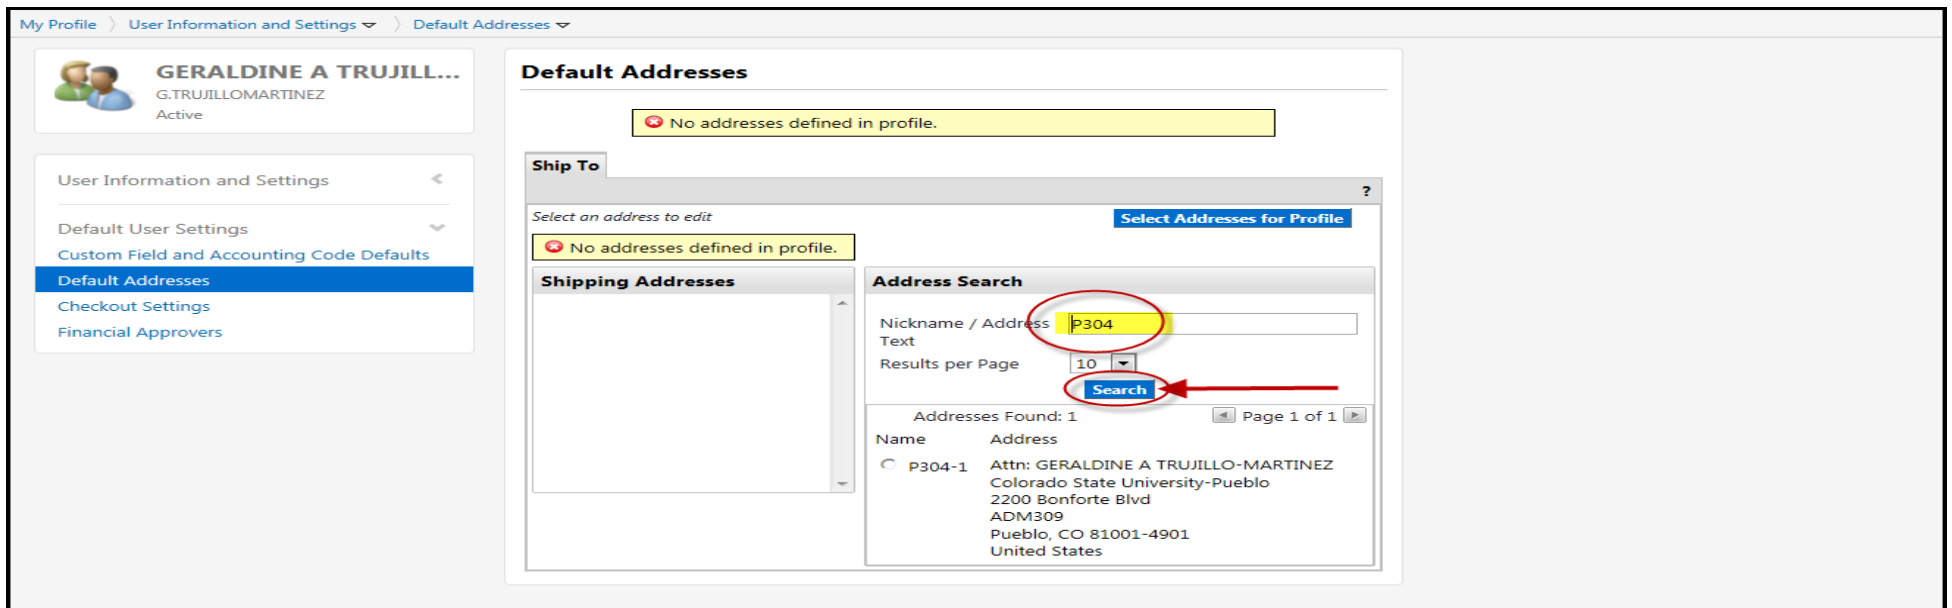 My Profile User Information and Settings Default Addresses
GERALDINE A TRUJILL...
G.TRUJILLOMARTINEZ
Active
User Information and Settings
Default User Settings
Custom Field and Accounting Code Defaults
Default Addresses
Checkout Settings
Financial Approvers
Default Addresses
No addresses defined in profile.
Ship To
?
Select an address to edit
Select Addresses for Profile
No addresses defined in profile.
Shipping Addresses
Address Search
Nickname / Address
Text
P304
Results per Page 10
Search
Addresses Found: 1 Page 1 of 1
Name Address
P304-1 Attn: GERALDINE A TRUJILLO-MARTINEZ
Colorado State University-Pueblo
2200 Bonforte Blvd
ADM309
Pueblo, CO 81001-4901
United States